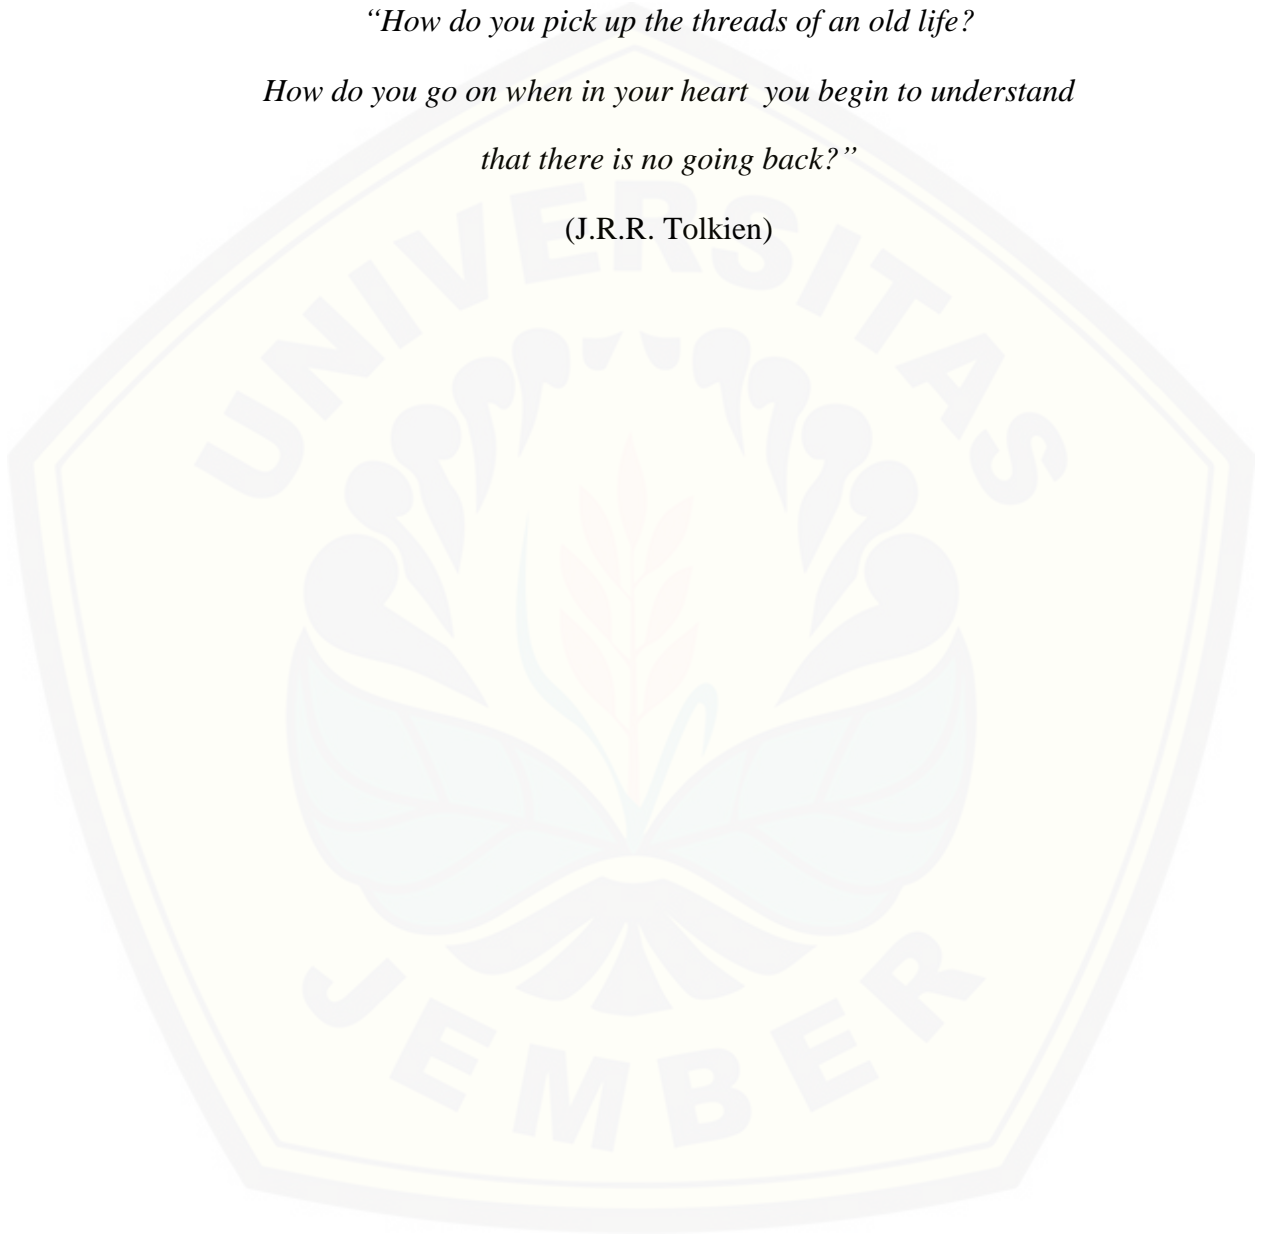 “How do you pick up the threads of an old life?
How do you go on when in your heart  you begin to understand
that there is no going back?”
(J.R.R. Tolkien)
UNIVERSITAS
JEMBER